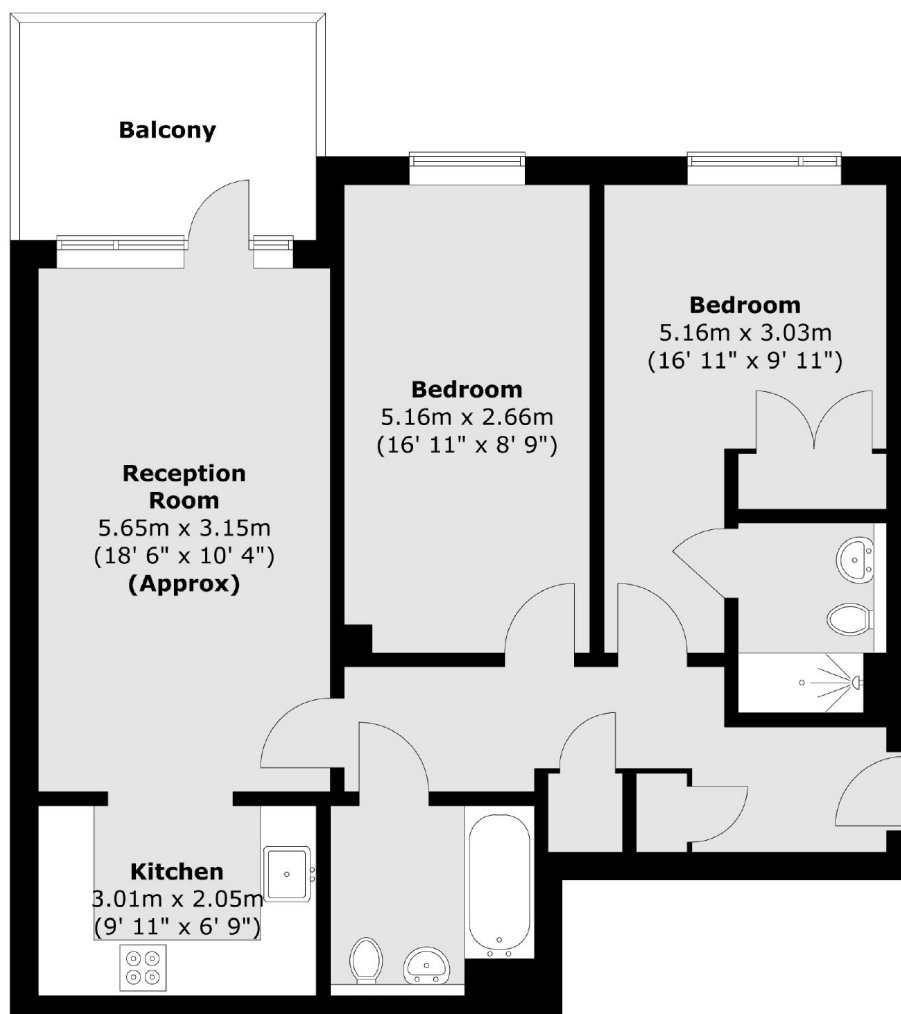 Balcony
Bedroom
5.16m x 3.03m
(16' 11" x 9' 11")
Bedroom
5.16m x 2.66m
(16' 11" x 8' 9")
Reception
Room
5.65m x 3.15m
(18' 6" x 10' 4")
(Approx)
Kitchen
3.01m x 2.05m
(9' 11" x 6' 9")